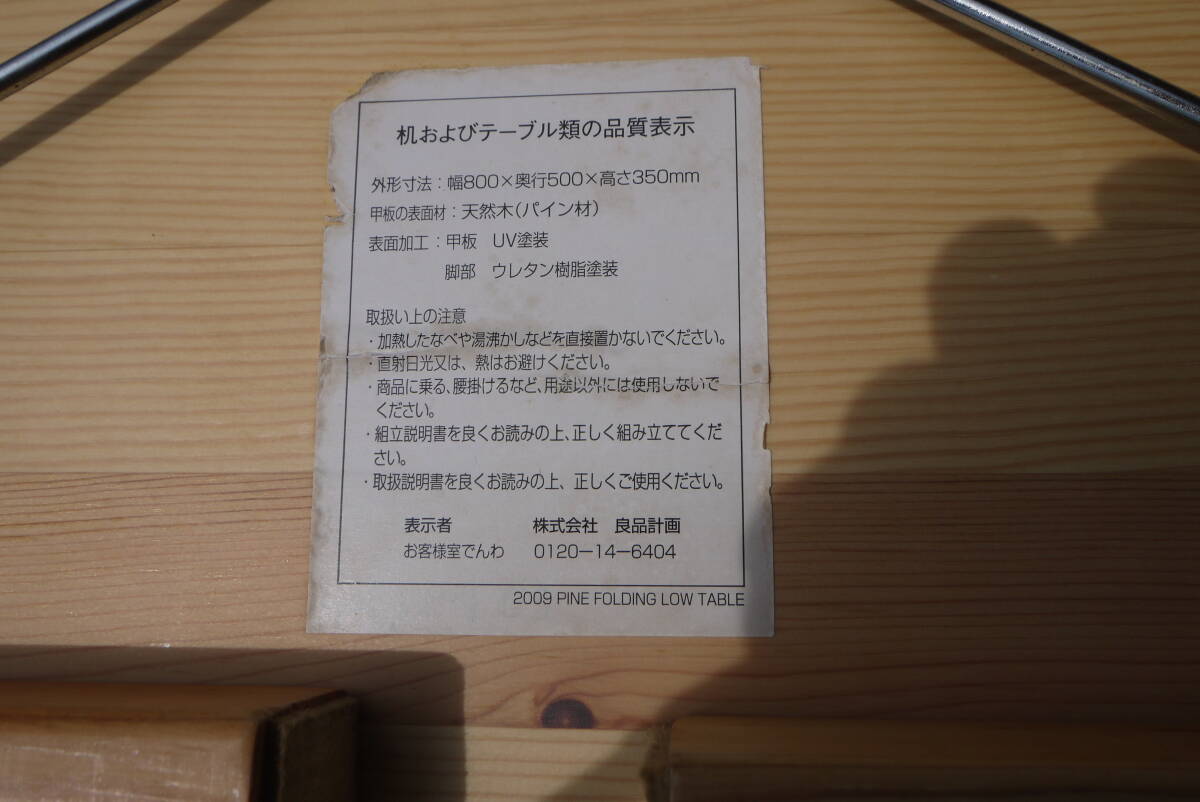 机およびテーブル類の品質表示
外形寸法：幅800×奥行500×高さ350mm
甲板の表面材：天然木（パイン材）
表面加工：甲板　UV塗装
脚部　ウレタン樹脂塗装
取扱い上の注意
・加熱したなべや湯沸かしなどを直接置かないでください。
・直射日光又は、熱はお避けください。
・商品に乗る、腰掛けるなど、用途以外には使用しないで
ください。
・組立説明書を良くお読みの上、正しく組み立ててくだ
さい。
・取扱説明書を良くお読みの上、正しくご使用ください。
表示者　株式会社　良品計画
お客様室でんわ　0120－14－6404
2009 PINE FOLDING LOW TABLE